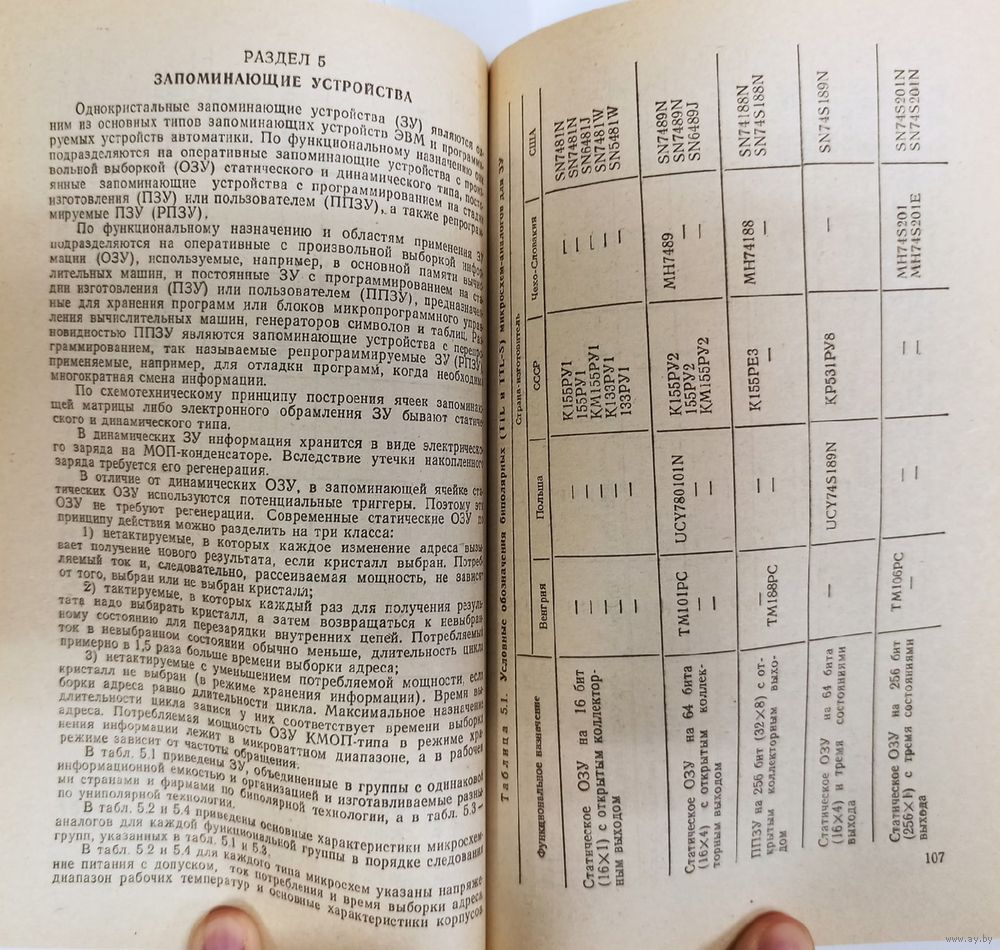 РАЗДЕЛ 5
ЗАПОМИНАЮЩИЕ УСТРОЙСТВА
Однокристальные запоминающие устройства (ЗУ) являются од-
ним из основных типов запоминающих устройств ЭВМ и программи-
руемых устройств автоматики. По функциональному назначению они
подразделяются на оперативные запоминающие устройства с произ-
вольной выборкой (ОЗУ) статического и динамического типа, посто-
янные запоминающие устройства с программированием на стадии
изготовления (ПЗУ) или пользователем (ППЗУ), а также репрограм-
мируемые ПЗУ (РПЗУ).
По функциональному назначению и областям применения ЗУ
подразделяются на оперативные с произвольной выборкой инфор-
мации (ОЗУ), используемые, например, в основной памяти вычис-
лительных машин, и постоянные ЗУ с программированием на ста-
дии изготовления (ПЗУ) или пользователем (ППЗУ), предназначен-
ные для хранения программ или блоков микропрограммного управ-
ления вычислительных машин, генераторов символов и таблиц. Раз-
новидностью ППЗУ являются запоминающие устройства с перепро-
граммированием, так называемые репрограммируемые ЗУ (РПЗУ),
применяемые, например, для отладки программ, когда необходима
многократная смена информации.
По схемотехническому принципу построения ячеек запоминаю-
щей матрицы либо электронного обрамления ЗУ бывают статиче-
ского и динамического типа.
В динамических ЗУ информация хранится в виде электрическо-
го заряда на МОП-конденсаторе. Вследствие утечки накопленного
заряда требуется его регенерация.
В отличие от динамических ОЗУ, в запоминающей ячейке ста-
тических ОЗУ используются потенциальные триггеры. Поэтому эти
ОЗУ не требуют регенерации. Современные статические ОЗУ по
принципу действия можно разделить на три класса:
1) нетактируемые, в которых каждое изменение адреса вызы-
вает получение нового результата, если кристалл выбран. Потреб-
ляемый ток и, следовательно, рассеиваемая мощность, не зависят
от того, выбран или не выбран кристалл;
2) тактируемые, в которых каждый раз для получения резуль-
тата надо выбирать кристалл, а затем возвращаться к невыбран-
ному состоянию для перезарядки внутренних цепей. Потребляемый
ток в невыбранном состоянии обычно меньше, длительность цикла
примерно в 1,5 раза больше времени выборки адреса;
3) нетактируемые с уменьшением потребляемой мощности, если
кристалл не выбран (в режиме хранения информации). Время вы-
борки адреса равно длительности цикла. Максимальное назначение
длительности цикла записи у них соответствует времени выборки
адреса. Потребляемая мощность ОЗУ КМОП-типа в режиме хра-
нения информации лежит в микроваттном диапазоне, а в рабочем
режиме зависит от частоты обращения.
В табл. 5.1 приведены ЗУ, объединенные в группы с одинаковой
информационной емкостью и организацией и изготавливаемые разны-
ми странами и фирмами по биполярной технологии, а в табл. 5.3 —
по униполярной технологии.
В табл. 5.2 и 5.4 приведены основные характеристики микросхем-
аналогов для каждой функциональной группы в порядке следования
групп, указанных в табл. 5.1 и 5.3.
В табл. 5.2 и 5.4 для каждого типа микросхем указаны напряже-
ние питания с допуском, ток потребления и время выборки адреса,
диапазон рабочих температур и основные характеристики корпусов
Таблица 5.1. Условные обозначения биполярных (TTL и TTL-S) микросхем-аналогов для ЗУ
Страна-изготовитель
Функциональное назначение Венгрия Польша СССР Чехо-Словакия США
Статическое ОЗУ на 16 бит — — К155РУ1 — SN7481N
(16×1) с открытым коллектор- — — 155РУ1 — SN7481N
ным выходом — — КМ155РУ1 — SN6481J
— — К133РУ1 — SN7481W
— — 133РУ1 — SN5481W
Статическое ОЗУ на 64 бита TM101PC UCY780101N К155РУ2 MH7489 SN7489N
(16×4) с открытым коллек- — — 155РУ2 — SN7489N
торным выходом — — КМ155РУ2 — SN6489J
ППЗУ на 256 бит (32×8) с от- — — К155РЕ3 MH74188 SN74188N
крытым коллекторным выхо- TM188PC — — — SN74S188N
дом
Статическое ОЗУ на 64 бита — UCY74S189N КР531РУ8 — SN74S189N
(16×4) и тремя состояниями
выхода
Статическое ОЗУ на 256 бит TM106PC — — MH74S201 SN74S201N
(256×1) с тремя состояниями — — — MH74S201E SN74S201N
выхода
107
www.ay.by